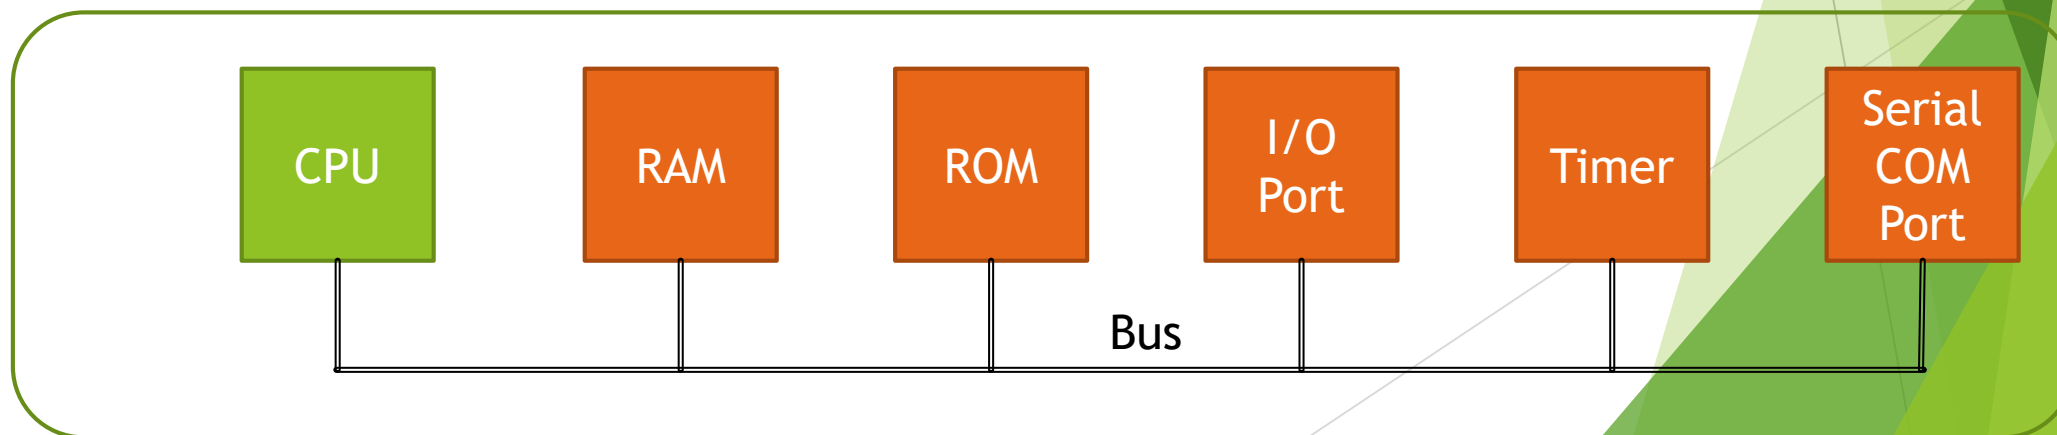 CPU
RAM
ROM
I/O
Port
Timer
Serial
COM
Port
Bus